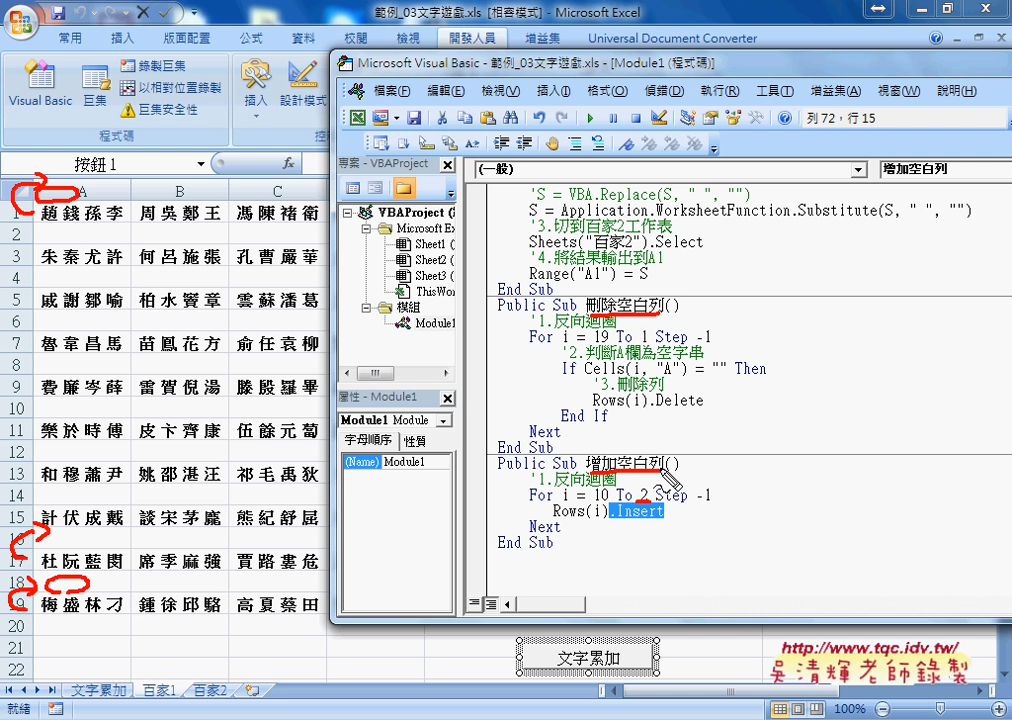 範例_03文字遊戲.xls [相容模式] - Microsoft Excel
常用 插入 版面配置 公式 資料 校閱 檢視 開發人員 增益集 Universal Document Converter
Visual Basic 巨集 錄製巨集 以相對位置錄製 巨集安全性 插入 設計模式
程式碼
Microsoft Visual Basic - 範例_03文字遊戲.xls - [Module1 (程式碼)]
檔案(F) 編輯(E) 檢視(V) 插入(I) 格式(O) 偵錯(D) 執行(R) 工具(T) 增益集(A) 視窗(W) 說明(H)
列 72，行 15
按鈕 1 fx
專案 - VBAProject
(一般) 增加空白列
VBAProject (
Microsoft E
Sheet1 (
Sheet2 (
Sheet3 (
ThisWor
模組
Module1
屬性 - Module1
Module1 Module
字母順序 性質
(Name) Module1
'S = VBA.Replace(S, " ", "")
S = Application.WorksheetFunction.Substitute(S, " ", "")
'3.切到百家2工作表
Sheets("百家2").Select
'4.將結果輸出到A1
Range("A1") = S
End Sub
Public Sub 刪除空白列()
'1.反向迴圈
For i = 19 To 1 Step -1
'2.判斷A欄為空字串
If Cells(i, "A") = "" Then
'3.刪除列
Rows(i).Delete
End If
Next
End Sub
Public Sub 增加空白列()
'1.反向迴圈
For i = 10 To 2 Step -1
Rows(i).Insert
Next
End Sub
A B C
1 趙錢孫李 周吳鄭王 馮陳褚衛
2
3 朱秦尤許 何呂施張 孔曹嚴華
4
5 戚謝鄒喻 柏水竇章 雲蘇潘葛
6
7 魯韋昌馬 苗鳳花方 俞任袁柳
8
9 費廉岑薛 雷賀倪湯 滕殷羅畢
10
11 樂於時傅 皮卞齊康 伍餘元蔔
12
13 和穆蕭尹 姚邵湛汪 祁毛禹狄
14
15 計伏成戴 談宋茅龐 熊紀舒屈
16
17 杜阮藍閔 席季麻強 賈路婁危
18
19 梅盛林刁 鍾徐邱駱 高夏蔡田
20
21
22
文字累加
http://www.tqc.idv.tw/
吳清輝老師錄製
文字累加 百家1 百家2
就緒 100%